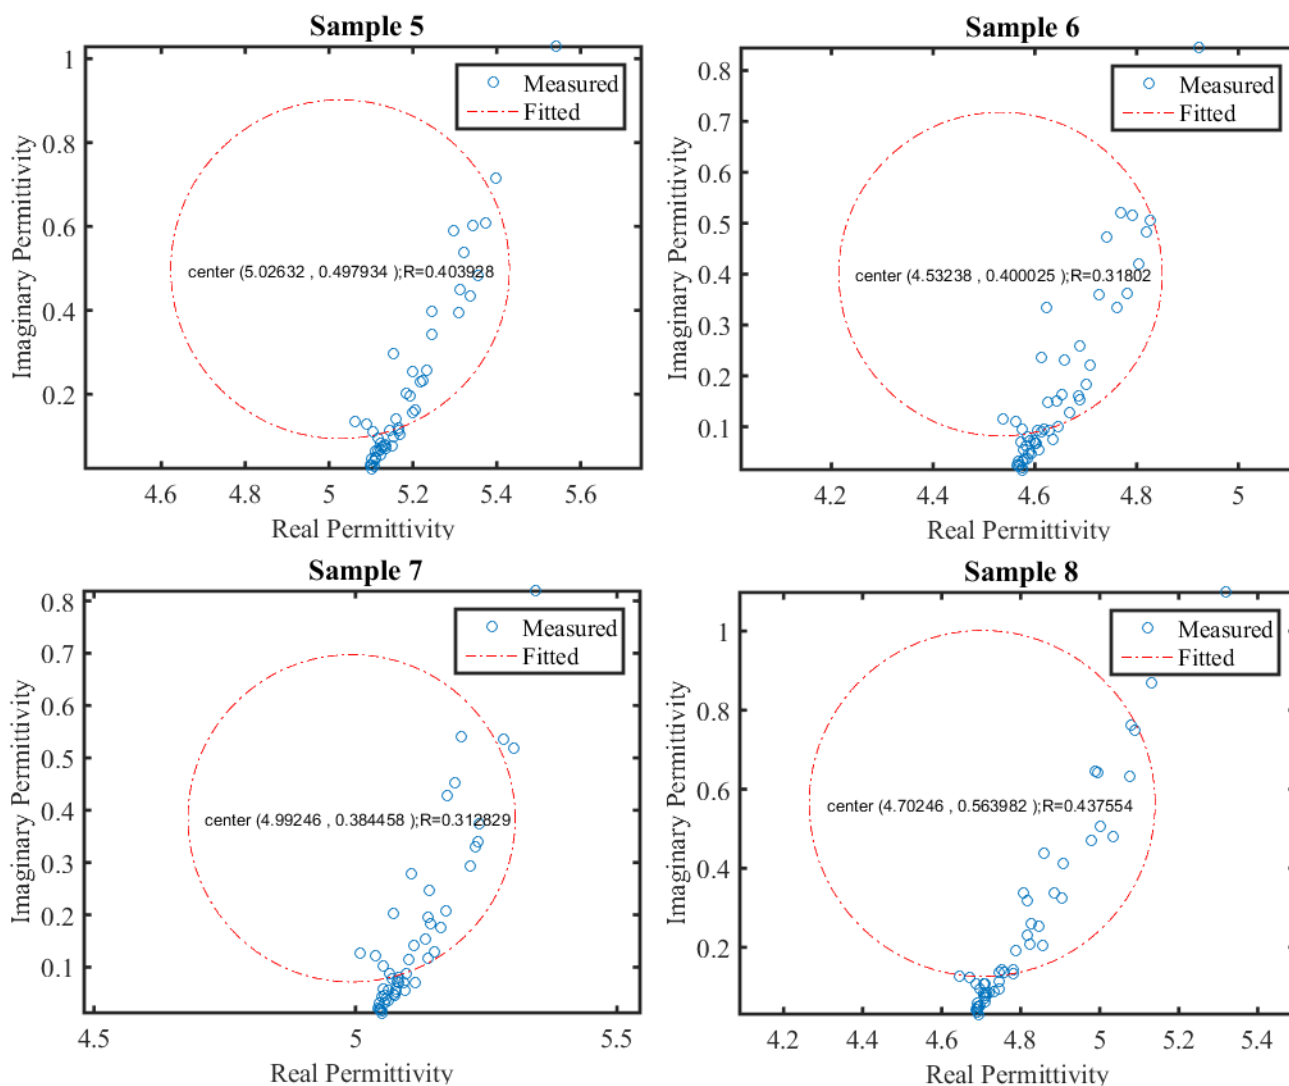 Sample 5
1
0.8
0.6
0.4
0.2
Imaginary Permittivity
Measured
Fitted
center (5.02632 , 0.497934 );R=0.403928
4.6 4.8 5 5.2 5.4 5.6
Real Permittivity
Sample 6
0.8
0.7
0.6
0.5
0.4
0.3
0.2
0.1
Imaginary Permittivity
Measured
Fitted
center (4.53238 , 0.400025 );R=0.31802
4.2 4.4 4.6 4.8 5
Real Permittivity
Sample 7
0.8
0.7
0.6
0.5
0.4
0.3
0.2
0.1
Imaginary Permittivity
Measured
Fitted
center (4.99246 , 0.384458 );R=0.312829
4.5 5 5.5
Real Permittivity
Sample 8
1
0.8
0.6
0.4
0.2
Imaginary Permittivity
Measured
Fitted
center (4.70246 , 0.563982 );R=0.437554
4.2 4.4 4.6 4.8 5 5.2 5.4
Real Permittivity